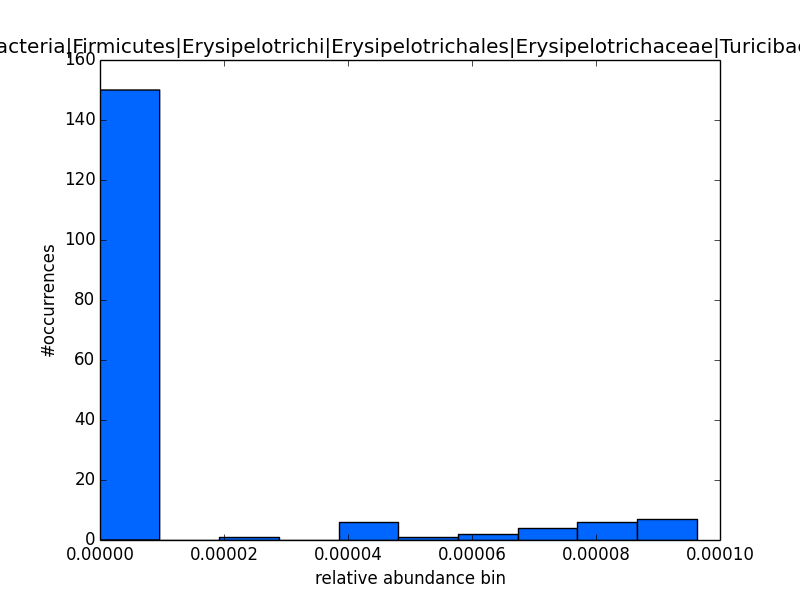 acteria|Firmicutes|Erysipelotrichi|Erysipelotrichales|Erysipelotrichaceae|Turicibac
160
140
120
100
80
60
40
20
0
#occurrences
0.00000 0.00002 0.00004 0.00006 0.00008 0.00010
relative abundance bin